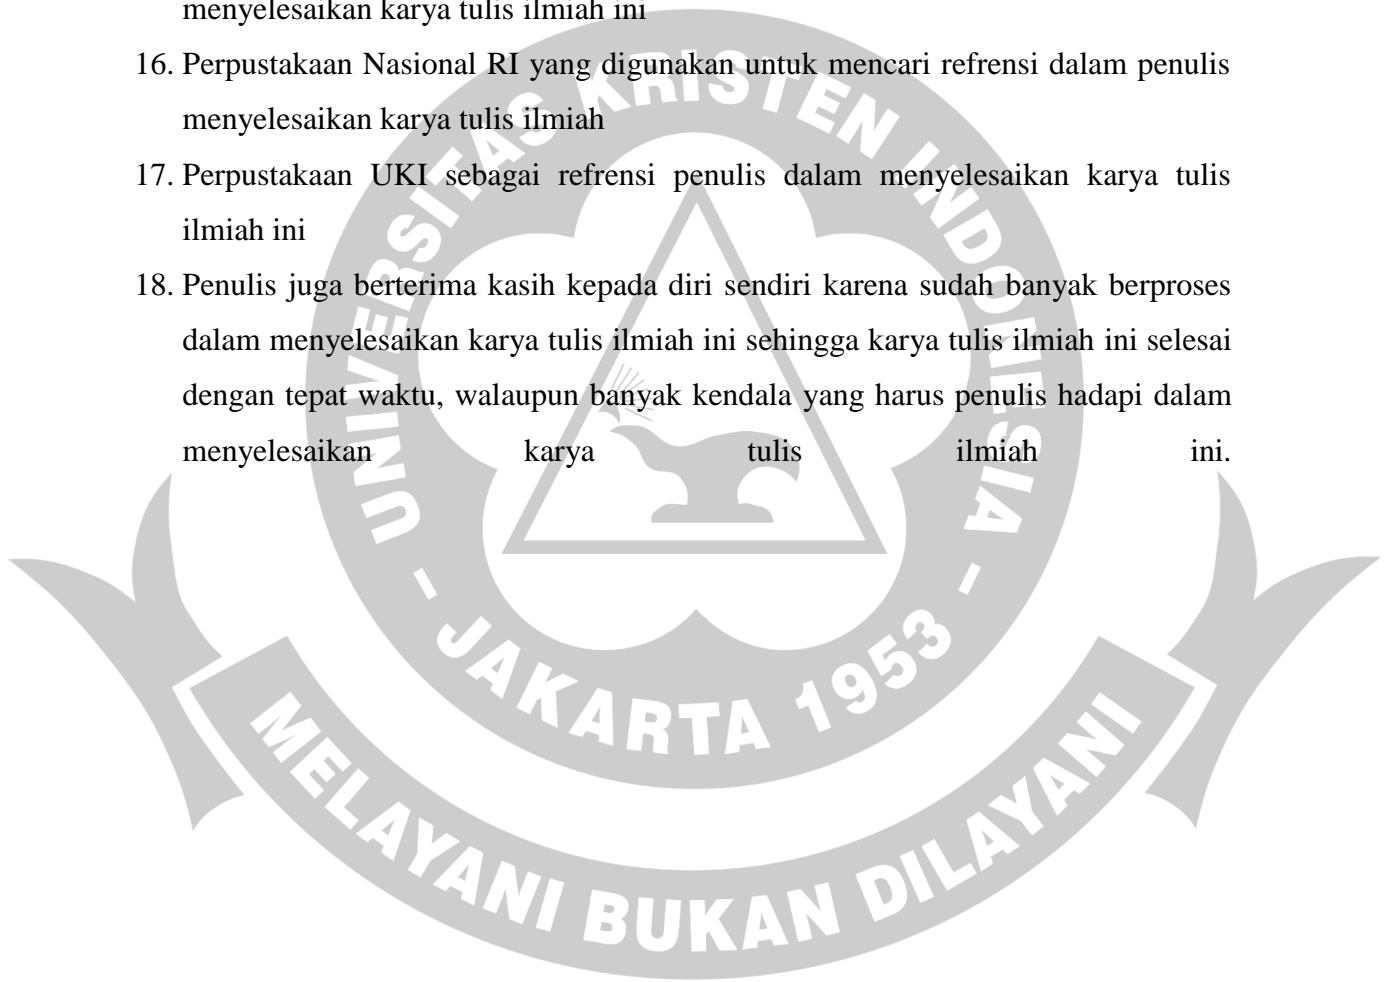 menyelesaikan karya tulis ilmiah ini
16. Perpustakaan Nasional RI yang digunakan untuk mencari refrensi dalam penulis
menyelesaikan karya tulis ilmiah
17. Perpustakaan UKI sebagai refrensi penulis dalam menyelesaikan karya tulis
ilmiah ini
18. Penulis juga berterima kasih kepada diri sendiri karena sudah banyak berproses
dalam menyelesaikan karya tulis ilmiah ini sehingga karya tulis ilmiah ini selesai
dengan tepat waktu, walaupun banyak kendala yang harus penulis hadapi dalam
menyelesaikan karya tulis ilmiah ini.
UNIVERSITAS KRISTEN INDONESIA
- JAKARTA 1953 -
MELAYANI BUKAN DILAYANI